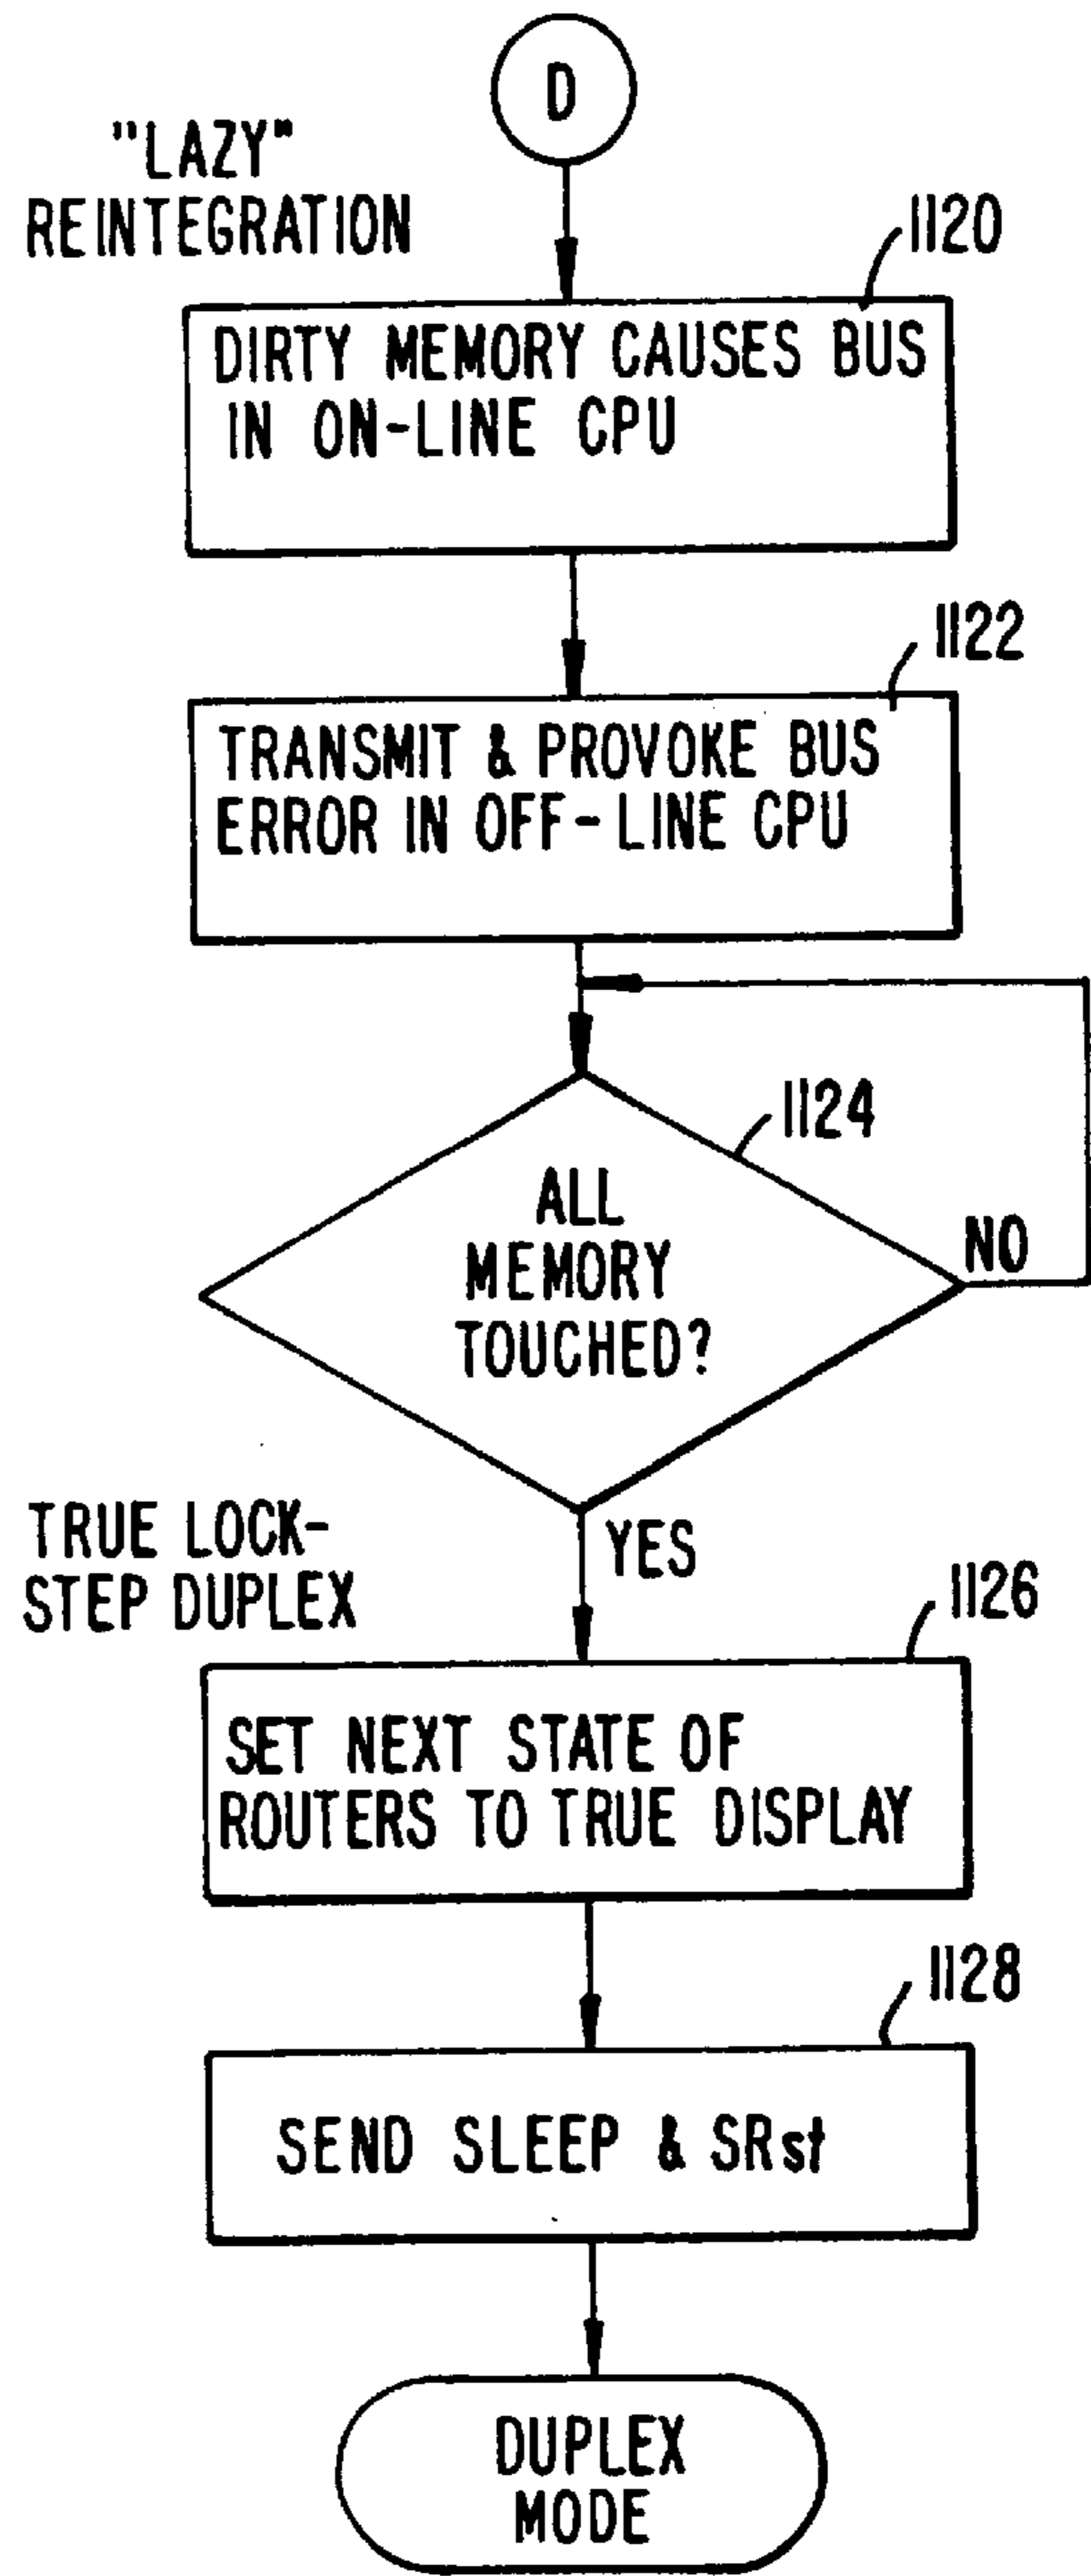 D
"LAZY"
REINTEGRATION
1120
DIRTY MEMORY CAUSES BUS
IN ON-LINE CPU
1122
TRANSMIT & PROVOKE BUS
ERROR IN OFF-LINE CPU
1124
ALL
MEMORY
TOUCHED?
NO
YES
TRUE LOCK-
STEP DUPLEX
1126
SET NEXT STATE OF
ROUTERS TO TRUE DISPLAY
1128
SEND SLEEP & SRst
DUPLEX
MODE